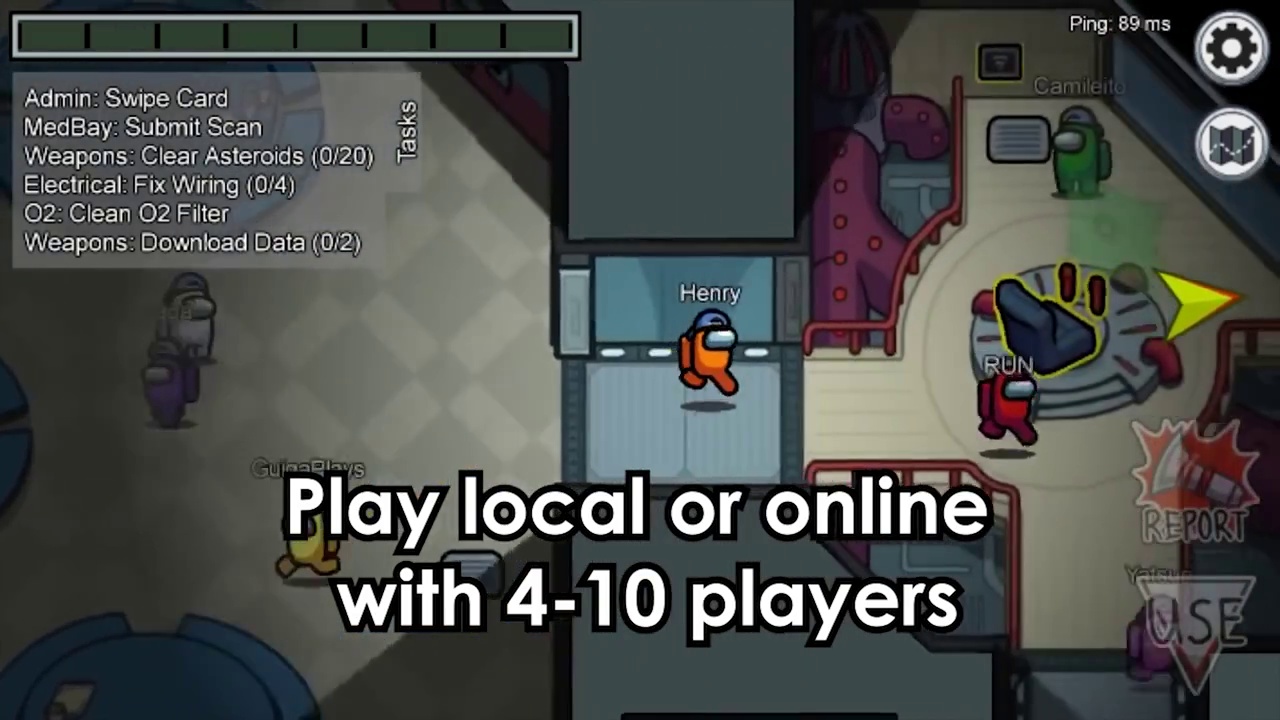 Ping: 89 ms
Admin: Swipe Card
MedBay: Submit Scan
Weapons: Clear Asteroids (0/20)
Electrical: Fix Wiring (0/4)
O2: Clean O2 Filter
Weapons: Download Data (0/2)
Tasks
Camileito
Henry
RUN
GuigaPlays
Play local or online
with 4-10 players
REPORT
USE